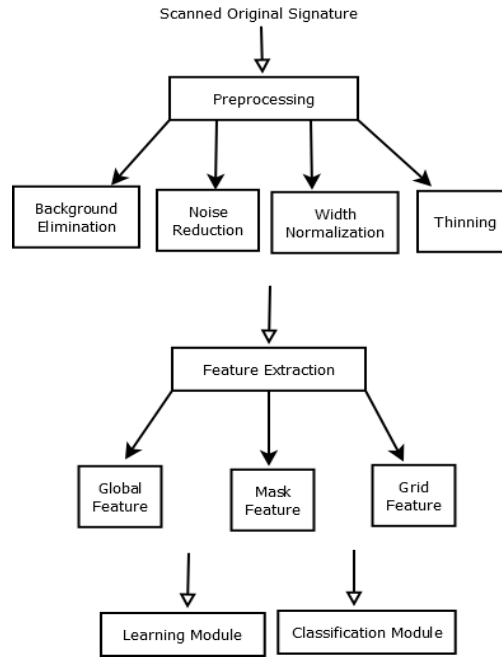 Scanned Original Signature
Preprocessing
Background
Elimination
Noise
Reduction
Width
Normalization
Thinning
Feature Extraction
Global
Feature
Mask
Feature
Grid
Feature
Learning Module
Classification Module